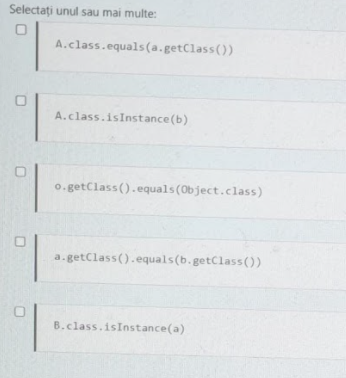 Selectați unul sau mai multe:
A.class.equals(a.getClass())
A.class.isInstance(b)
o.getClass().equals(Object.class)
a.getClass().equals(b.getClass())
B.class.isInstance(a)